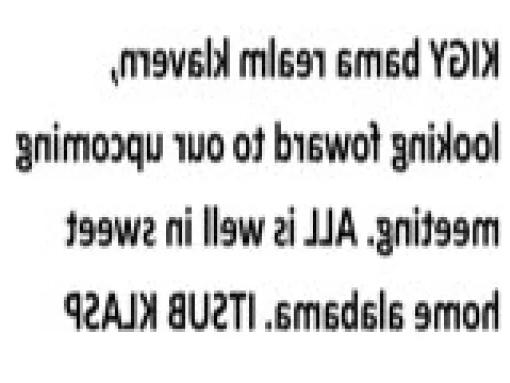 KIGY bama realm klavern,
looking foward to our upcoming
meeting. ALL is well in sweet
home alabama. ITSUB KLASP